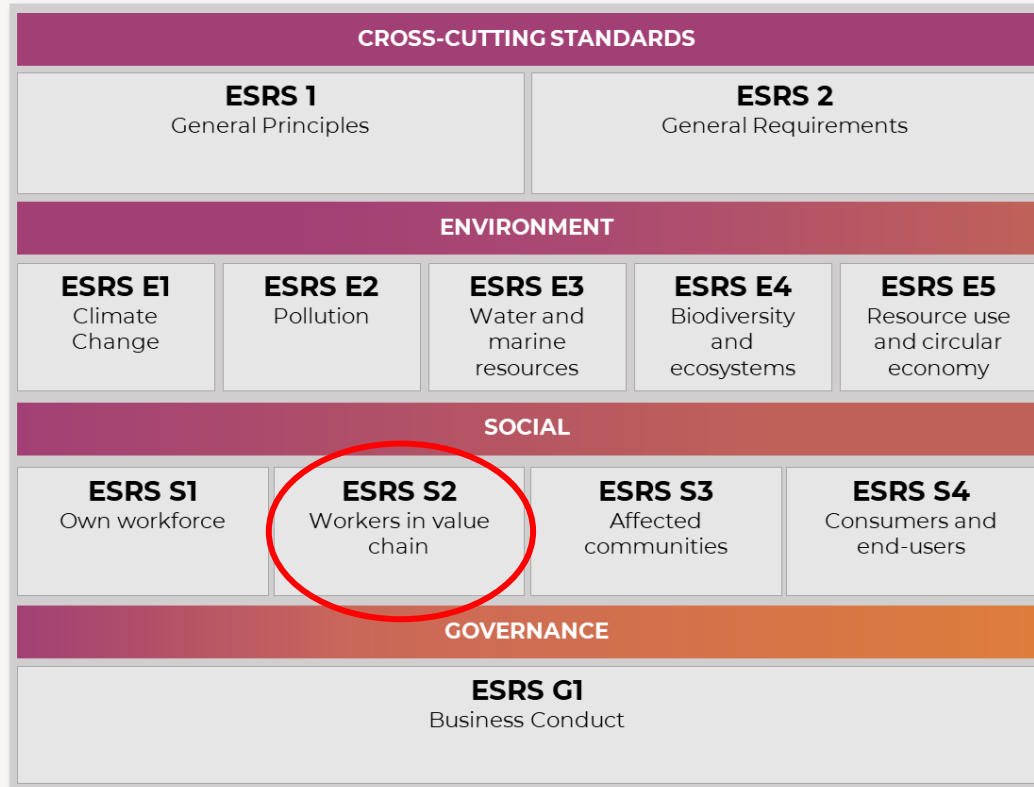 CROSS-CUTTING STANDARDS
ESRS 1
General Principles
ESRS 2
General Requirements
ENVIRONMENT
ESRS E1
Climate
Change
ESRS E2
Pollution
ESRS E3
Water and
marine
resources
ESRS E4
Biodiversity
and
ecosystems
ESRS E5
Resource use
and circular
economy
SOCIAL
ESRS S1
Own workforce
ESRS S2
Workers in value
chain
ESRS S3
Affected
communities
ESRS S4
Consumers and
end-users
GOVERNANCE
ESRS G1
Business Conduct